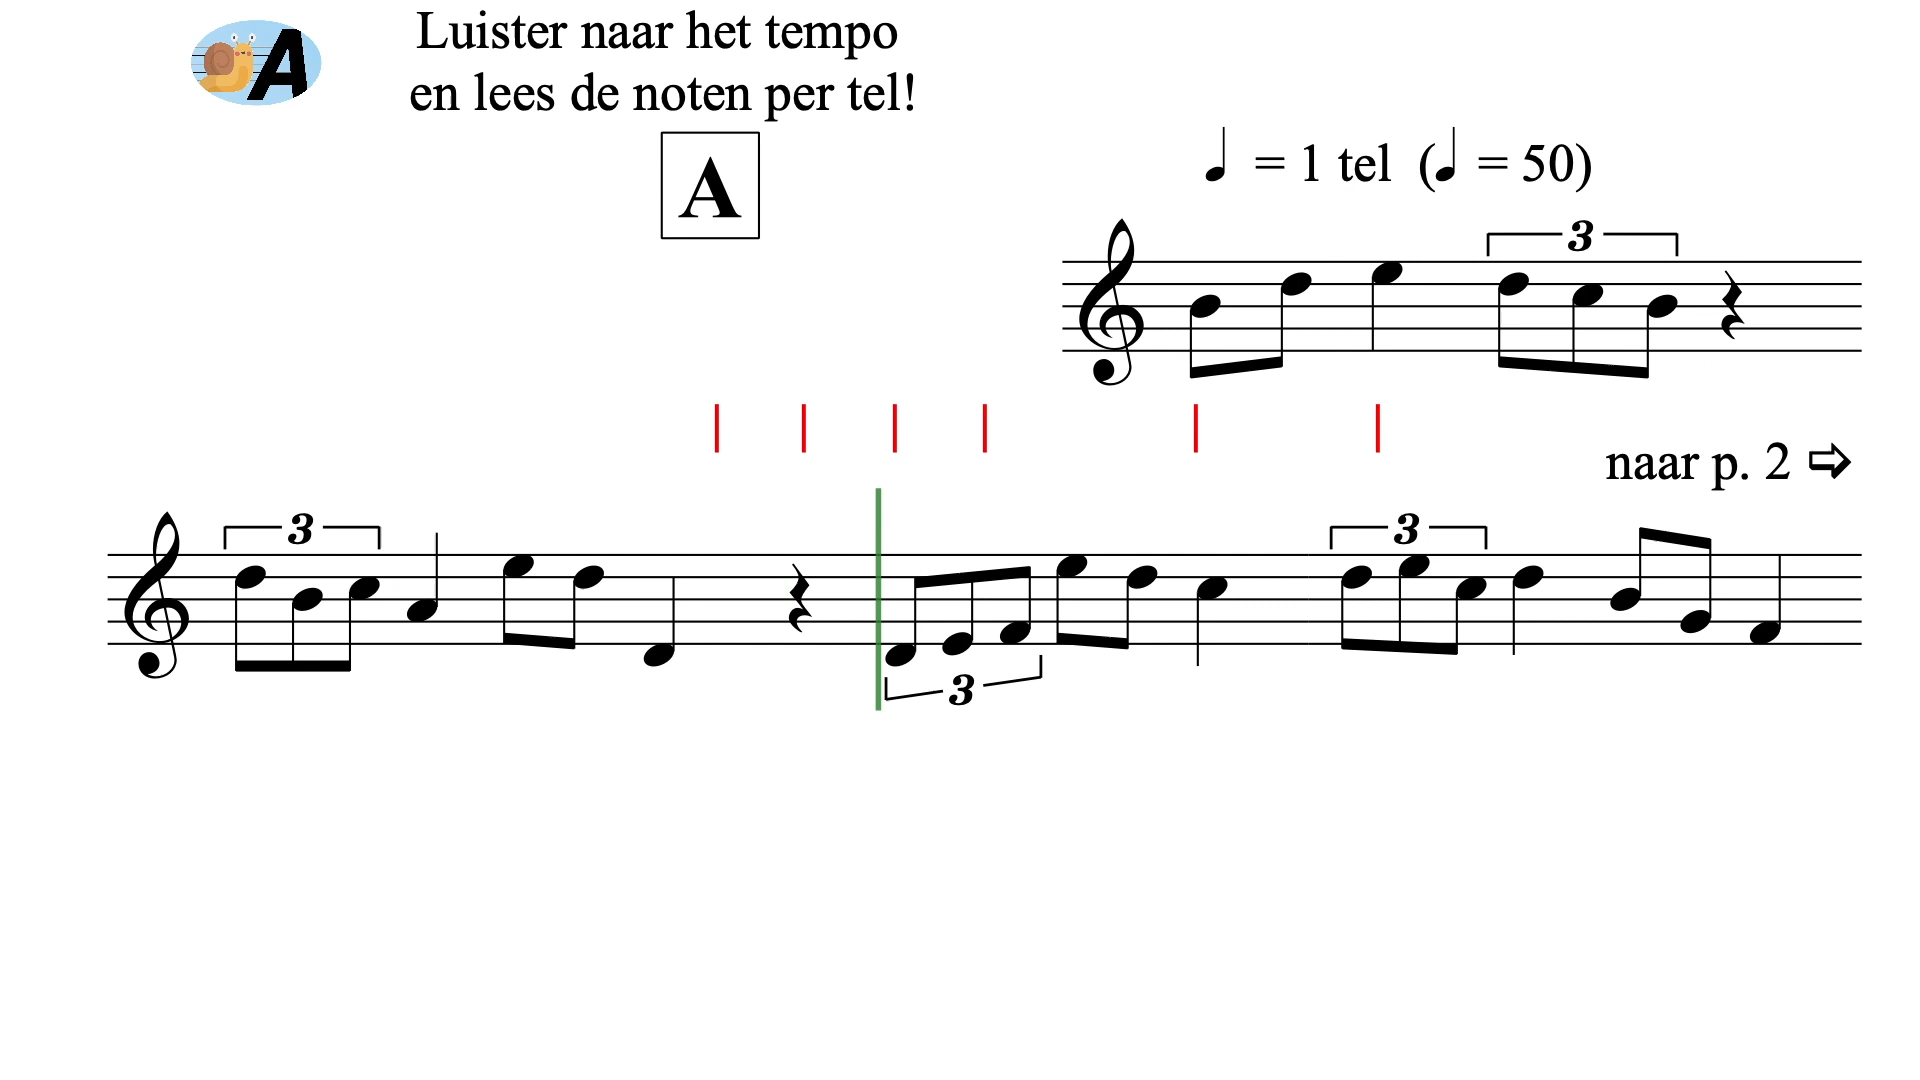 A
Luister naar het tempo
en lees de noten per tel!
A
♩ = 1 tel (♩ = 50)
3
naar p. 2 ⇨
3
3
3